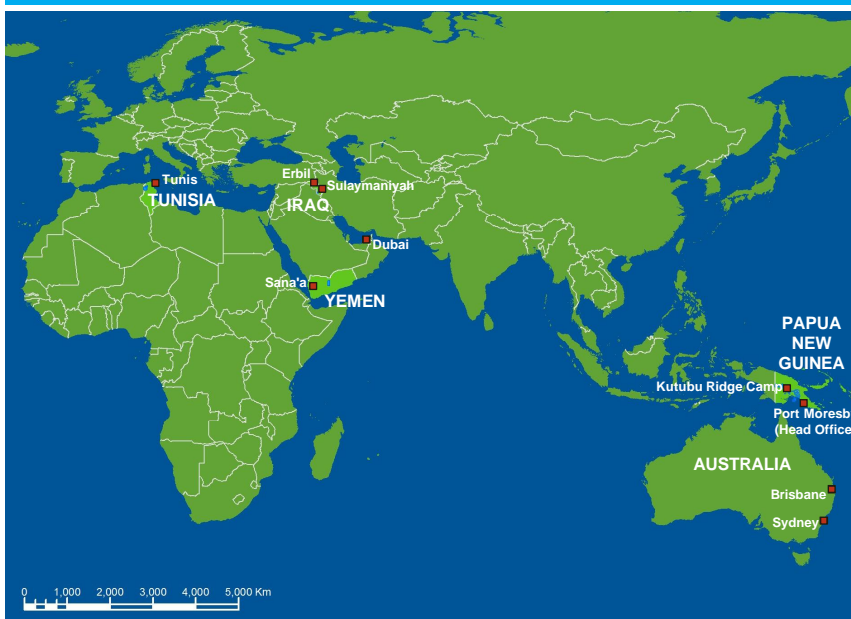 Tunis
TUNISIA
Erbil
Sulaymaniyah
IRAQ
Dubai
Sana'a
YEMEN
PAPUA
NEW
GUINEA
Kutubu Ridge Camp
Port Moresb
(Head Office
AUSTRALIA
Brisbane
Sydney
0 1,000 2,000 3,000 4,000 5,000 Km